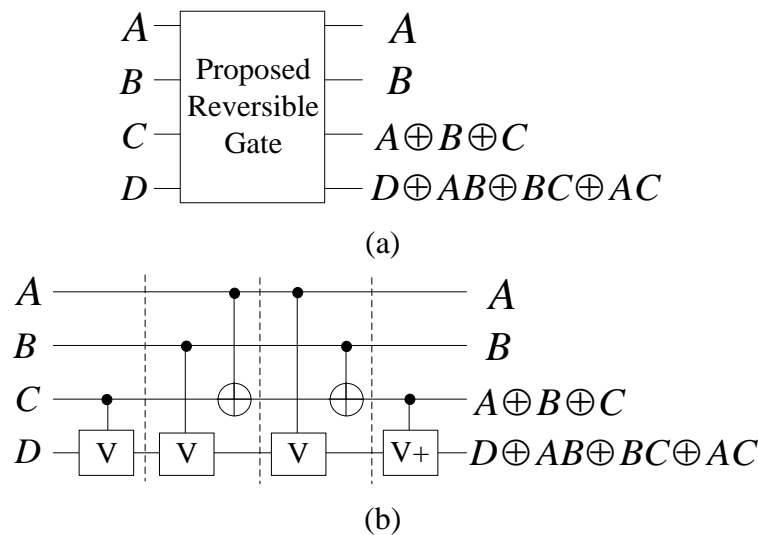 A
A
Proposed
Reversible
Gate
B
B
C
A⊕B⊕C
D
D⊕AB⊕BC⊕AC
(a)
A
A
B
B
C
A⊕B⊕C
D
V
V
V
V+
D⊕AB⊕BC⊕AC
(b)